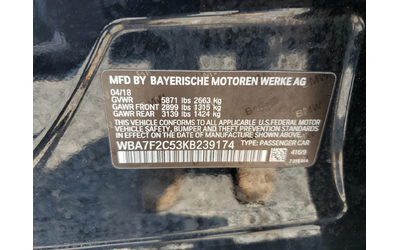 MFD BY BAYERISCHE MOTOREN WERKE AG
04/18
GVWR 5871 lbs 2663 kg
GAWR FRONT 2899 lbs 1315 kg
GAWR REAR 3139 lbs 1424 kg
THIS VEHICLE CONFORMS TO ALL APPLICABLE U.S. FEDERAL MOTOR
VEHICLE SAFETY, BUMPER, AND THEFT PREVENTION STANDARDS
IN EFFECT ON THE DATE OF MANUFACTURE SHOWN ABOVE.
WBA7F2C53KB239174 TYPE: PASSENGER CAR
416/9